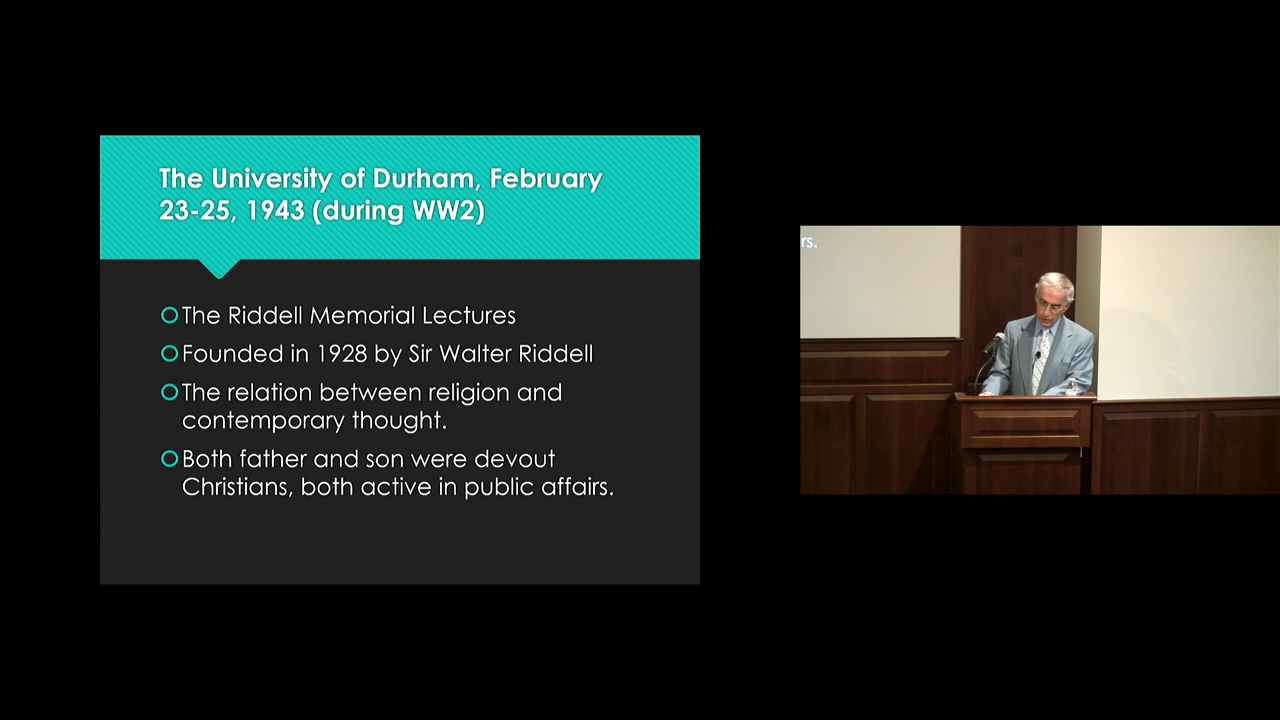 The University of Durham, February
23-25, 1943 (during WW2)
The Riddell Memorial Lectures
Founded in 1928 by Sir Walter Riddell
The relation between religion and
contemporary thought.
Both father and son were devout
Christians, both active in public affairs.
rs.